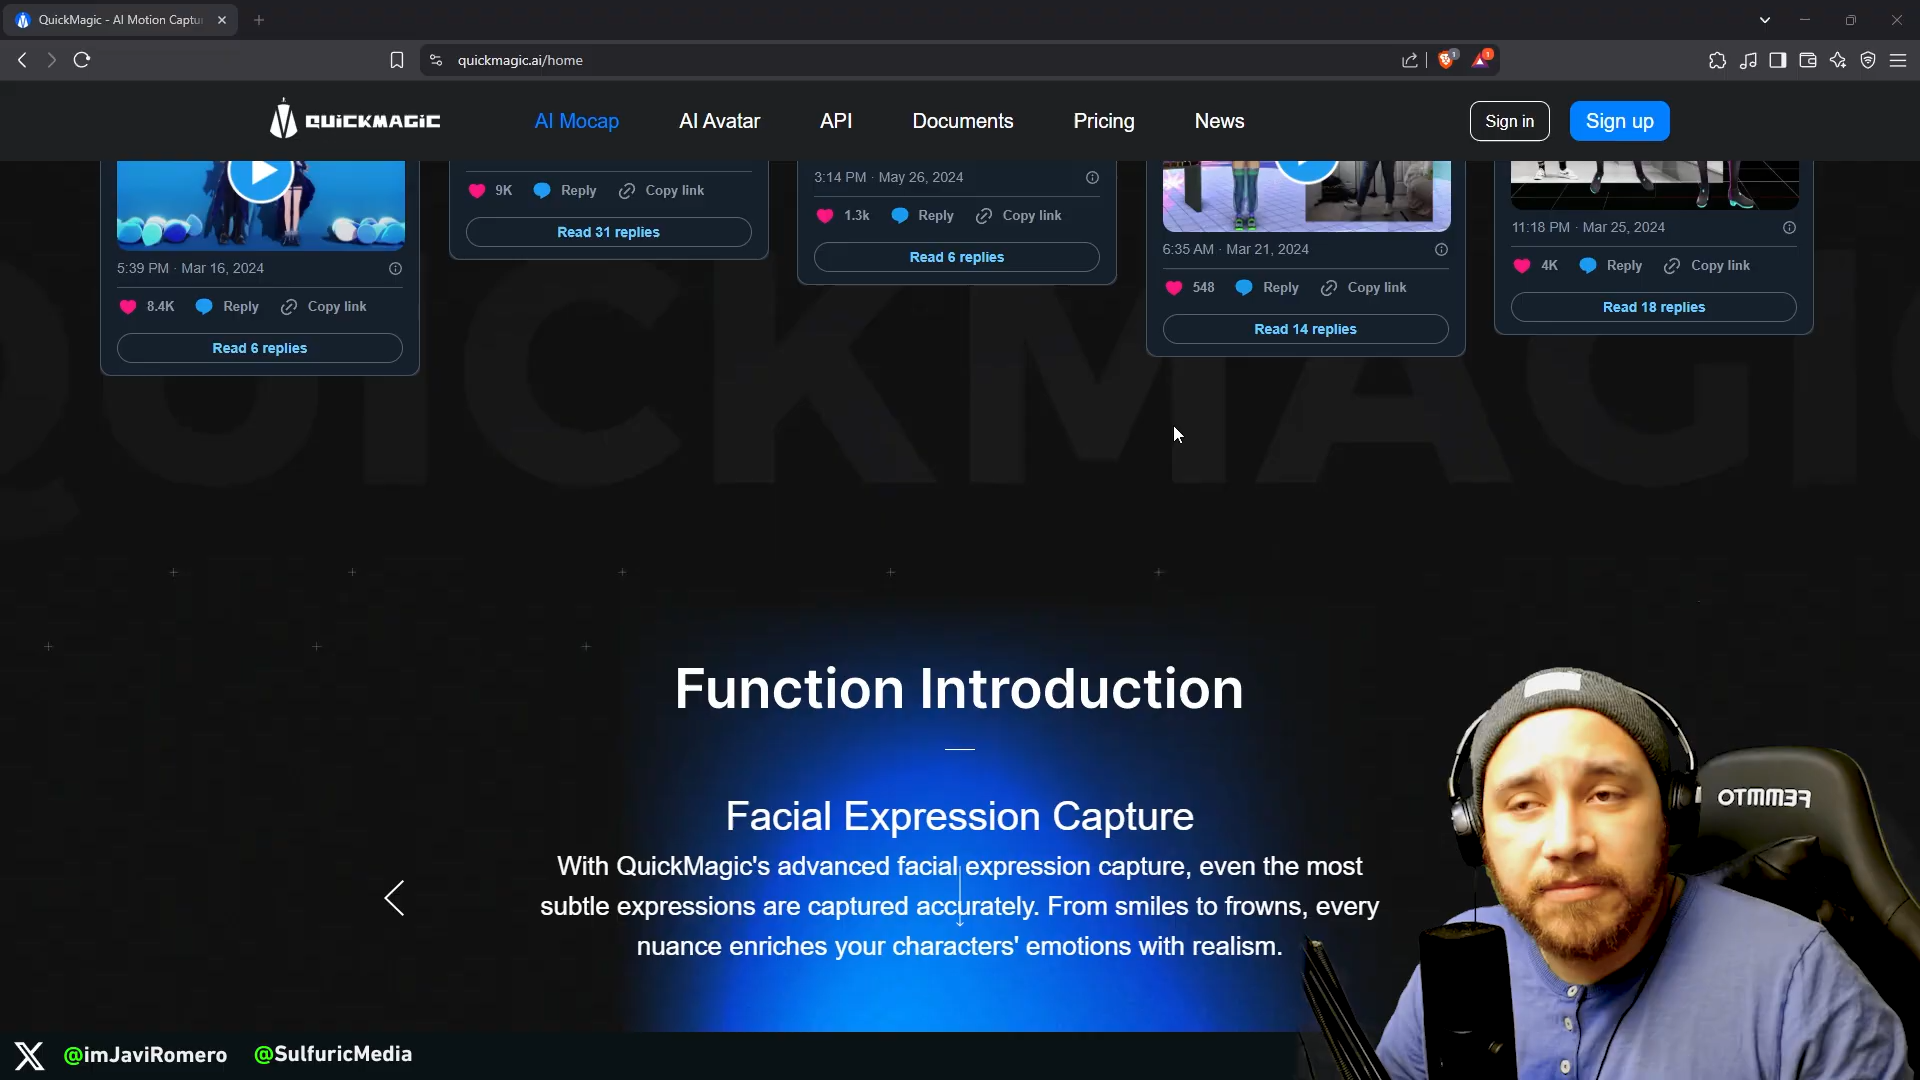 QuickMagic - AI Motion Captu
quickmagic.ai/home
1
1
QUICKMAGIC
AI Mocap
AI Avatar
API
Documents
Pricing
News
Sign in
Sign up
5:39 PM · Mar 16, 2024
8.4K Reply Copy link
Read 6 replies
9K Reply Copy link
Read 31 replies
3:14 PM · May 26, 2024
1.3k Reply Copy link
Read 6 replies
6:35 AM · Mar 21, 2024
548 Reply Copy link
Read 14 replies
11:18 PM · Mar 25, 2024
4K Reply Copy link
Read 18 replies
QUICKMAGIC
Function Introduction
Facial Expression Capture
With QuickMagic's advanced facial expression capture, even the most
subtle expressions are captured accurately. From smiles to frowns, every
nuance enriches your characters' emotions with realism.
X @imJaviRomero @SulfuricMedia